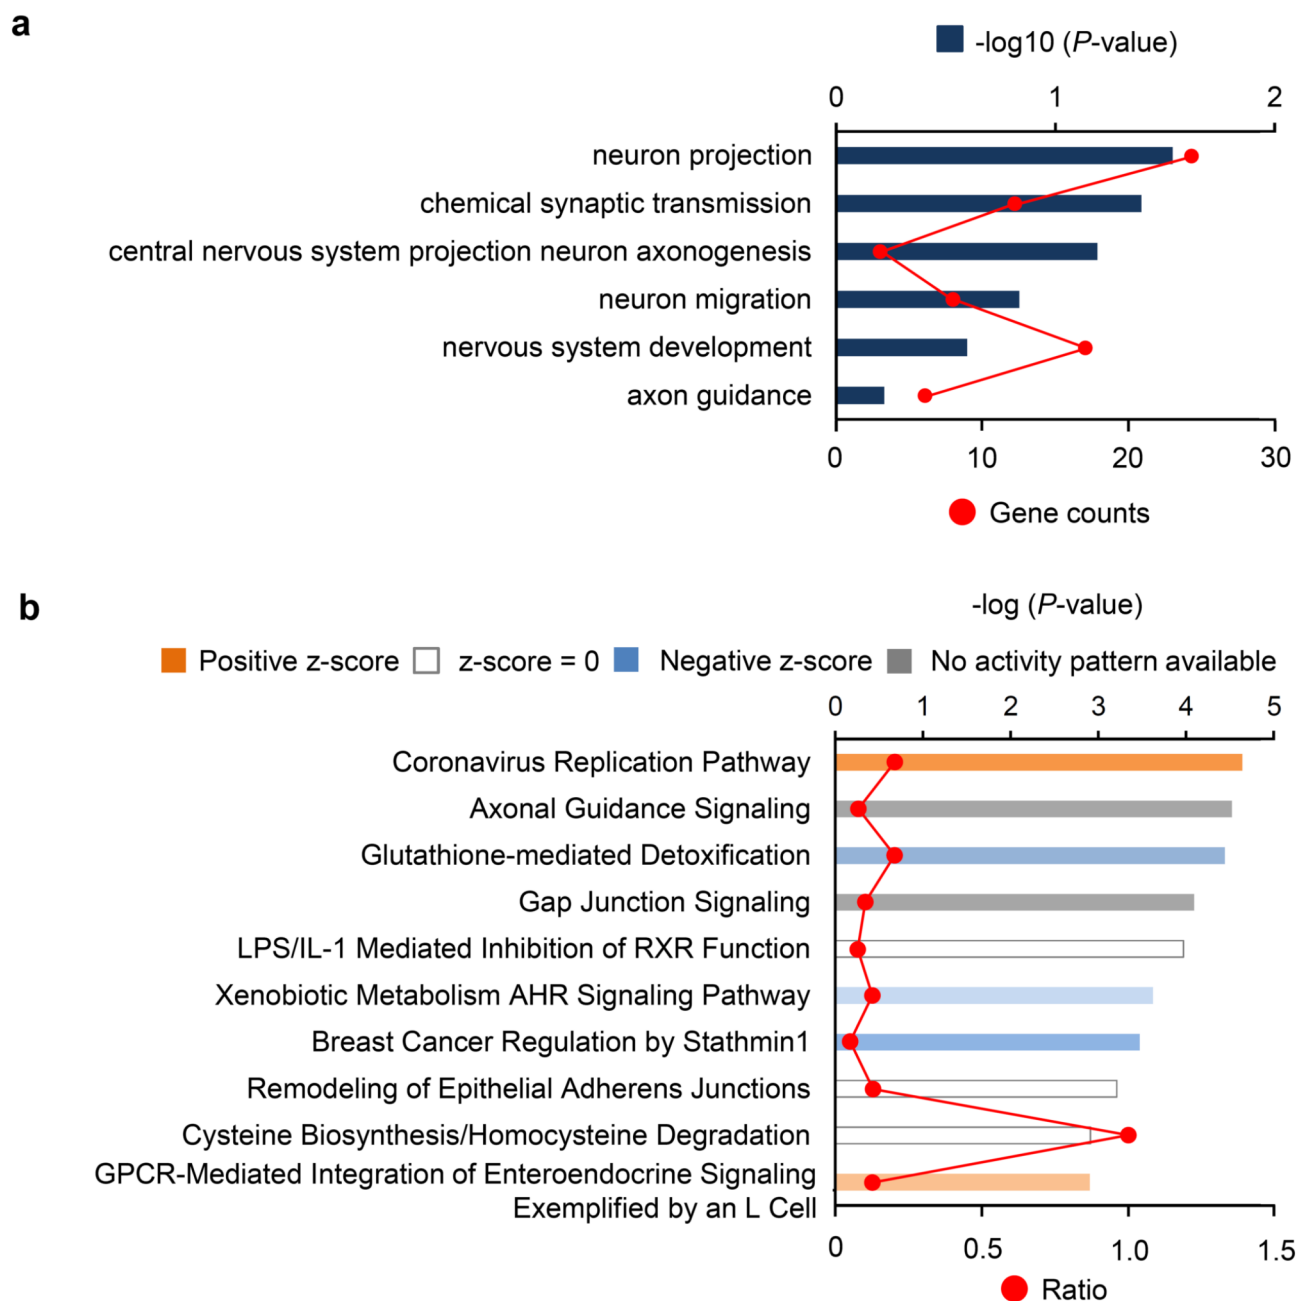 a
-log10 (P-value)
0 1 2
neuron projection
chemical synaptic transmission
central nervous system projection neuron axonogenesis
neuron migration
nervous system development
axon guidance
0 10 20 30
Gene counts
b
-log (P-value)
Positive z-score z-score = 0 Negative z-score No activity pattern available
0 1 2 3 4 5
Coronavirus Replication Pathway
Axonal Guidance Signaling
Glutathione-mediated Detoxification
Gap Junction Signaling
LPS/IL-1 Mediated Inhibition of RXR Function
Xenobiotic Metabolism AHR Signaling Pathway
Breast Cancer Regulation by Stathmin1
Remodeling of Epithelial Adherens Junctions
Cysteine Biosynthesis/Homocysteine Degradation
GPCR-Mediated Integration of Enteroendocrine Signaling
Exemplified by an L Cell
0 0.5 1.0 1.5
Ratio